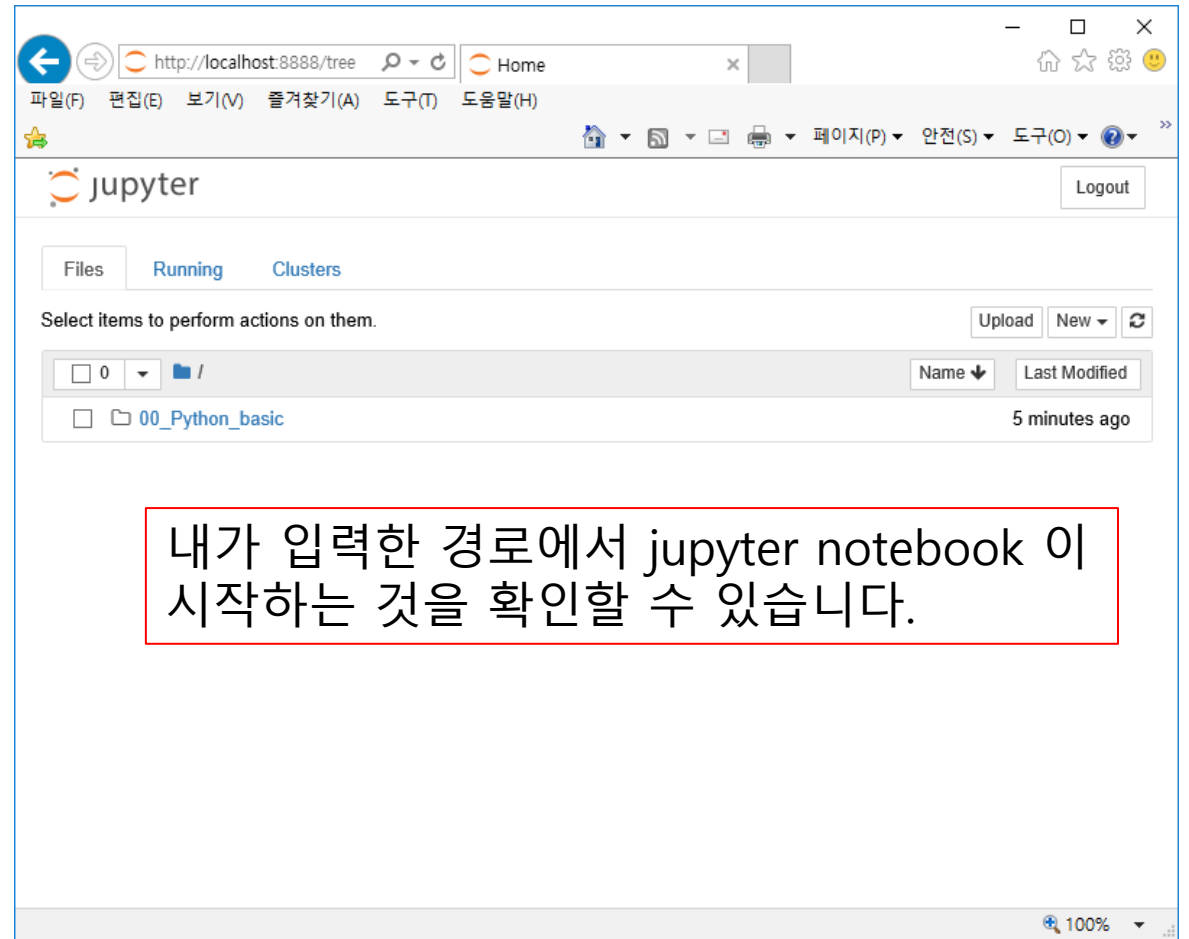 http://localhost:8888/tree Home
파일(F) 편집(E) 보기(V) 즐겨찾기(A) 도구(T) 도움말(H)
페이지(P) 안전(S) 도구(O)
jupyter Logout
Files Running Clusters
Select items to perform actions on them. Upload New
0 / Name Last Modified
00_Python_basic 5 minutes ago
내가 입력한 경로에서 jupyter notebook 이
시작하는 것을 확인할 수 있습니다.
100%